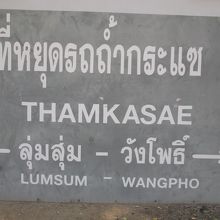 ที่หยุดรถถ้ำกระแซ
THAMKASAE
ลุ่มสุ่ม - วังโพธิ์
LUMSUM - WANGPHO